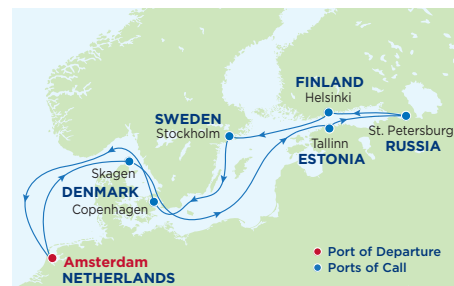 FINLAND
Helsinki
SWEDEN
Stockholm
St. Petersburg
RUSSIA
Tallinn
ESTONIA
Skagen
DENMARK
Copenhagen
Amsterdam
NETHERLANDS
Port of Departure
Ports of Call